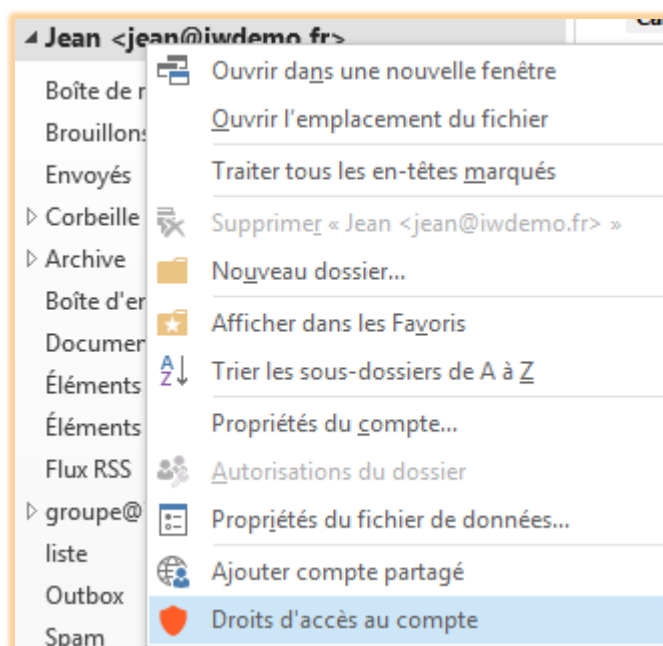 Jean <jean@iwdemo.fr>
Boîte de
Brouillons
Envoyés
Corbeille
Archive
Boîte d'er
Documen
Éléments
Éléments
Flux RSS
groupe@
liste
Outbox
Spam
Ouvrir dans une nouvelle fenêtre
Ouvrir l'emplacement du fichier
Traiter tous les en-têtes marqués
Supprimer « Jean <jean@iwdemo.fr> »
Nouveau dossier...
Afficher dans les Favoris
Trier les sous-dossiers de A à Z
Propriétés du compte...
Autorisations du dossier
Propriétés du fichier de données...
Ajouter compte partagé
Droits d'accès au compte